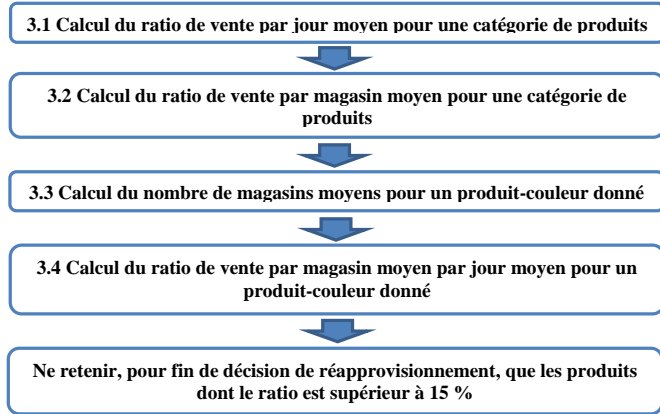 3.1 Calcul du ratio de vente par jour moyen pour une catégorie de produits
3.2 Calcul du ratio de vente par magasin moyen pour une catégorie de
produits
3.3 Calcul du nombre de magasins moyens pour un produit-couleur donné
3.4 Calcul du ratio de vente par magasin moyen par jour moyen pour un
produit-couleur donné
Ne retenir, pour fin de décision de réapprovisionnement, que les produits
dont le ratio est supérieur à 15 %